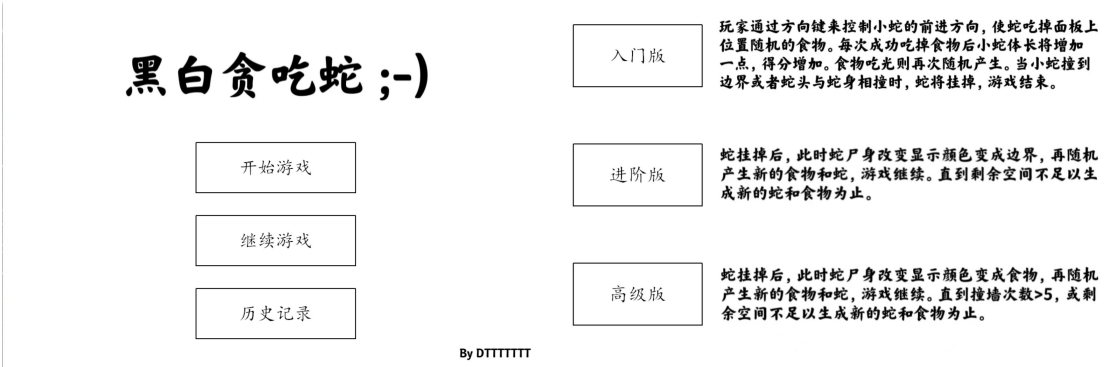 黑白贪吃蛇 ;-)
开始游戏
继续游戏
历史记录
By DTTTTTTT
入门版
玩家通过方向键来控制小蛇的前进方向，使蛇吃掉面板上
位置随机的食物。每次成功吃掉食物后小蛇体长将增加
一点，得分增加。食物吃光则再次随机产生。当小蛇撞到
边界或者蛇头与蛇身相撞时，蛇将挂掉，游戏结束。
进阶版
蛇挂掉后，此时蛇尸身改变显示颜色变成边界，再随机
产生新的食物和蛇，游戏继续。直到剩余空间不足以生
成新的蛇和食物为止。
高级版
蛇挂掉后，此时蛇尸身改变显示颜色变成食物，再随机
产生新的食物和蛇，游戏继续。直到撞墙次数>5，或剩
余空间不足以生成新的蛇和食物为止。